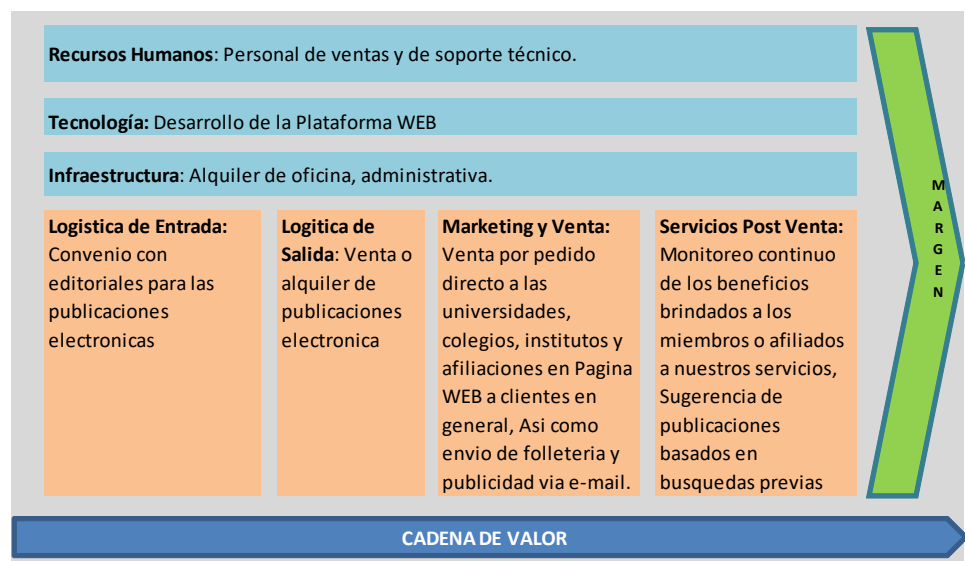 Recursos Humanos: Personal de ventas y de soporte técnico.
Tecnología: Desarrollo de la Plataforma WEB
Infraestructura: Alquiler de oficina, administrativa.
Logistica de Entrada:
Convenio con
editoriales para las
publicaciones
electronicas
Logitica de
Salida: Venta o
alquiler de
publicaciones
electronica
Marketing y Venta:
Venta por pedido
directo a las
universidades,
colegios, institutos y
afiliaciones en Pagina
WEB a clientes en
general, Asi como
envio de folleteria y
publicidad via e-mail.
Servicios Post Venta:
Monitoreo continuo
de los beneficios
brindados a los
miembros o afiliados
a nuestros servicios,
Sugerencia de
publicaciones
basados en
busquedas previas
M
A
R
G
E
N
CADENA DE VALOR